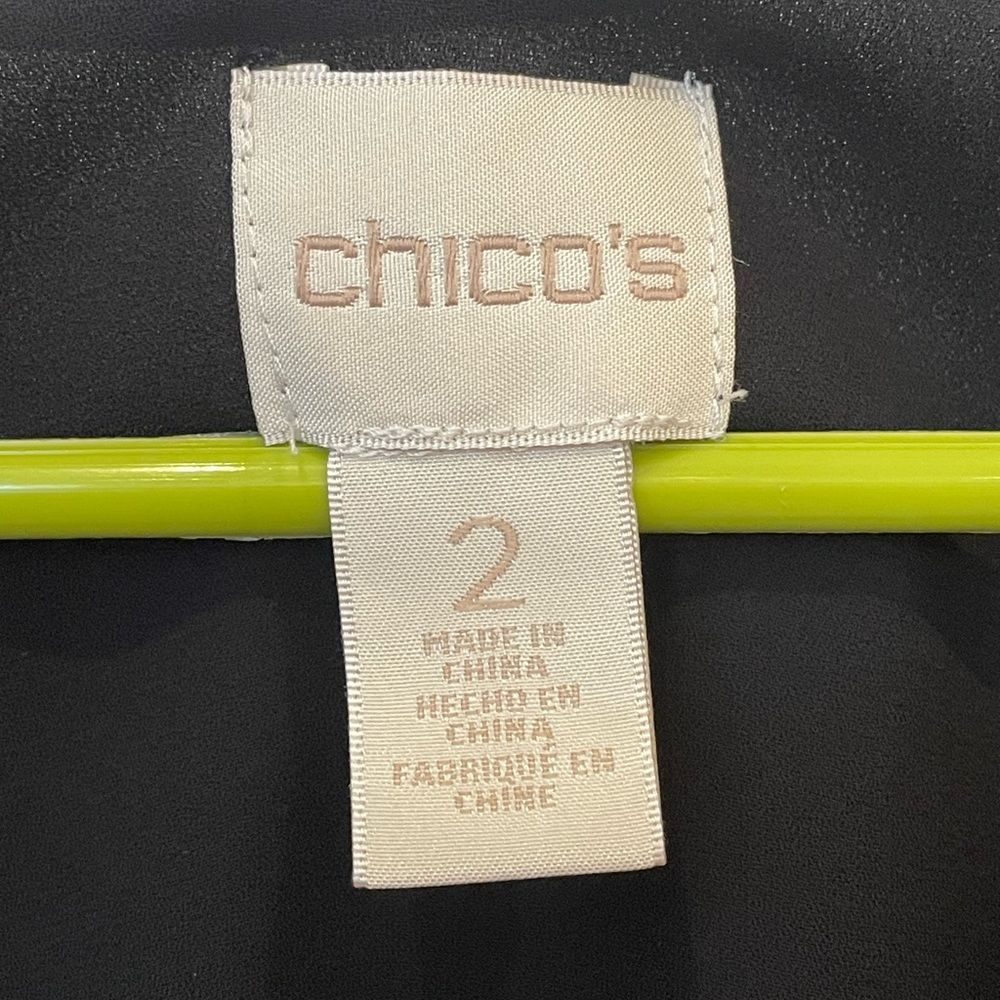 chico's
2
MADE IN
CHINA
HECHO EN
CHINA
FABRIQUÉ EN
CHINE